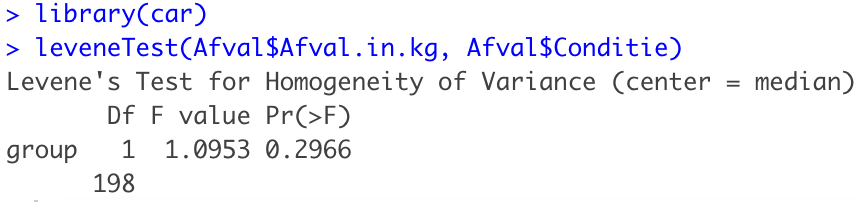 > library(car)
> leveneTest(Afval$Afval.in.kg, Afval$Conditie)
Levene's Test for Homogeneity of Variance (center = median)
Df F value Pr(>F)
group 1 1.0953 0.2966
198